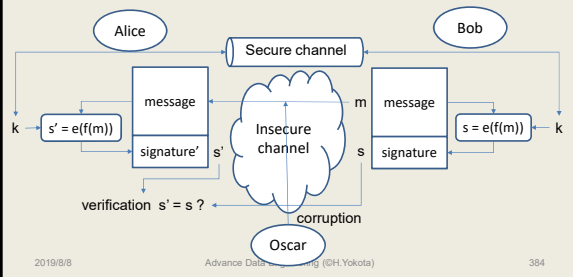 Alice
Bob
Secure channel
message
m
message
k
s' = e(f(m))
Insecure
channel
s = e(f(m))
k
signature'
s'
s
signature
verification s' = s ?
corruption
Oscar
2019/8/8
Advance Data Engineering (©H.Yokota)
384